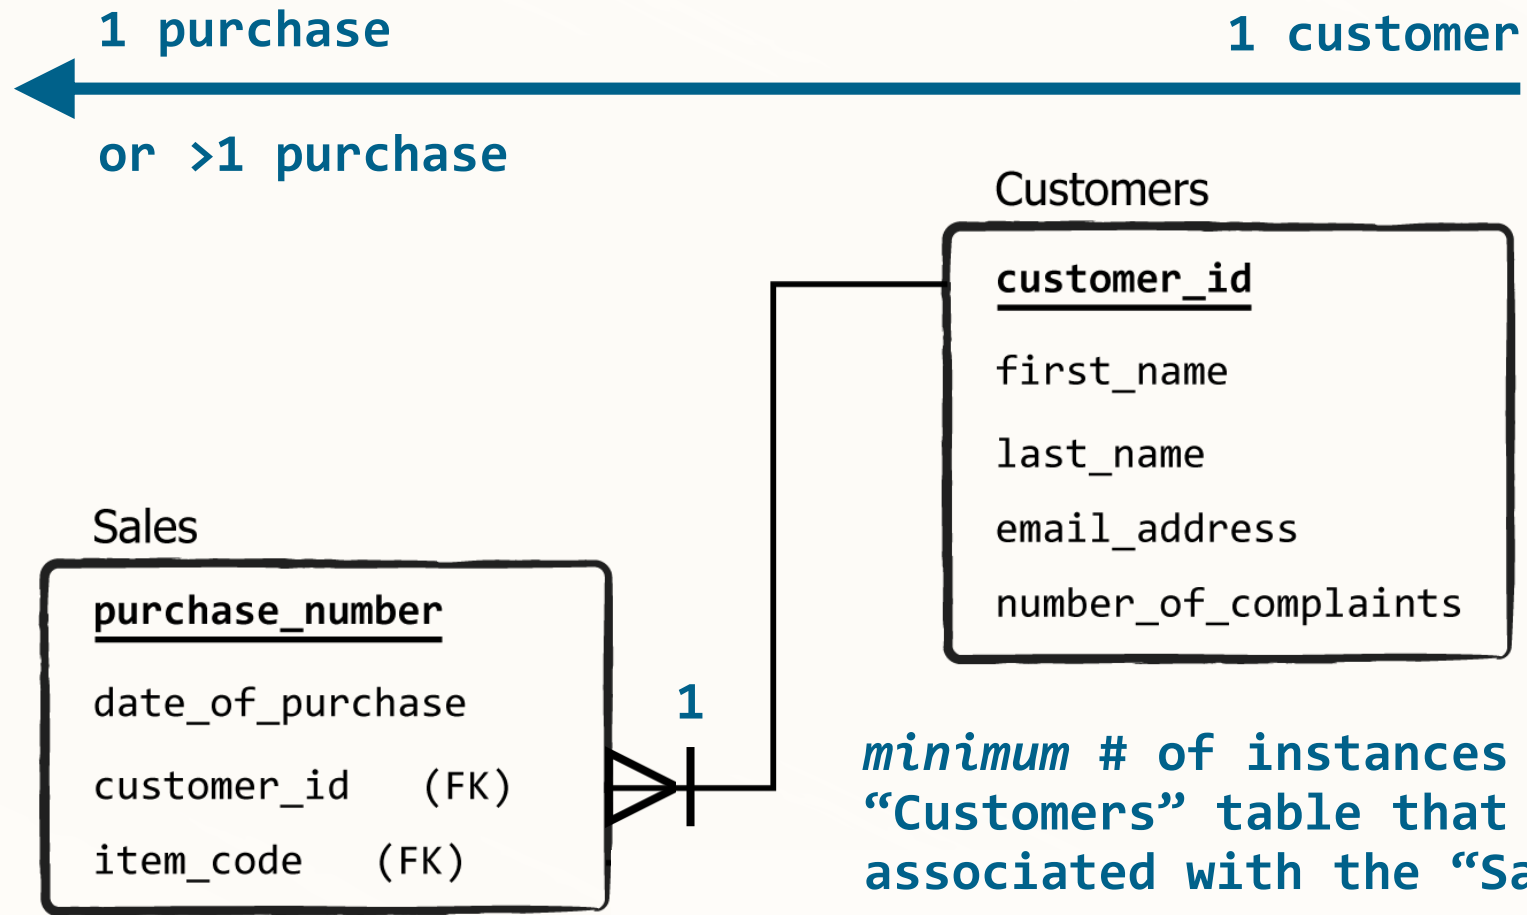 1 purchase
1 customer
or >1 purchase
Customers
customer_id
first_name
last_name
email_address
number_of_complaints
Sales
purchase_number
date_of_purchase
customer_id (FK)
item_code (FK)
1
minimum # of instances
“Customers” table that
associated with the “Sa